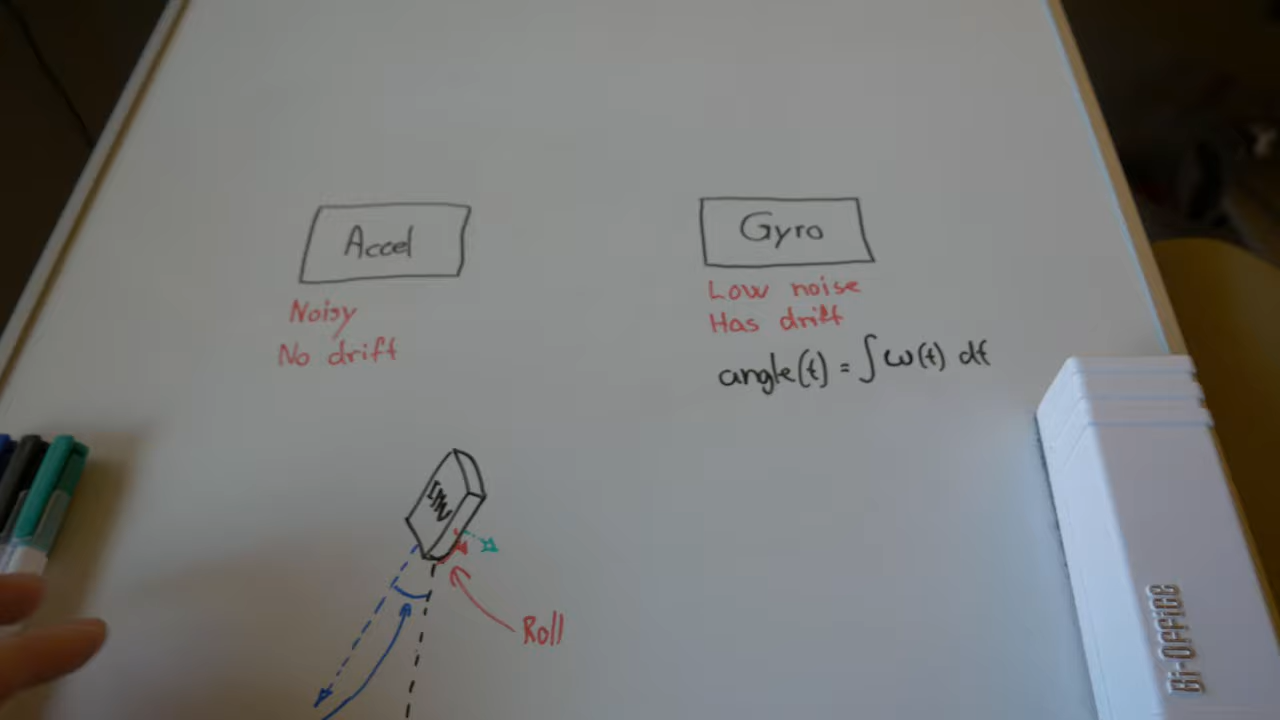 Accel
Noisy
No drift
Gyro
Low noise
Has drift
angle(t) = ∫ω(t) dt
IMU
Roll
Bi-OFFiCE